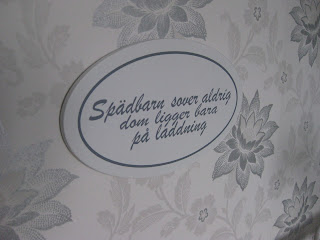 Spädbarn sover aldrig
dom ligger bara
på laddning